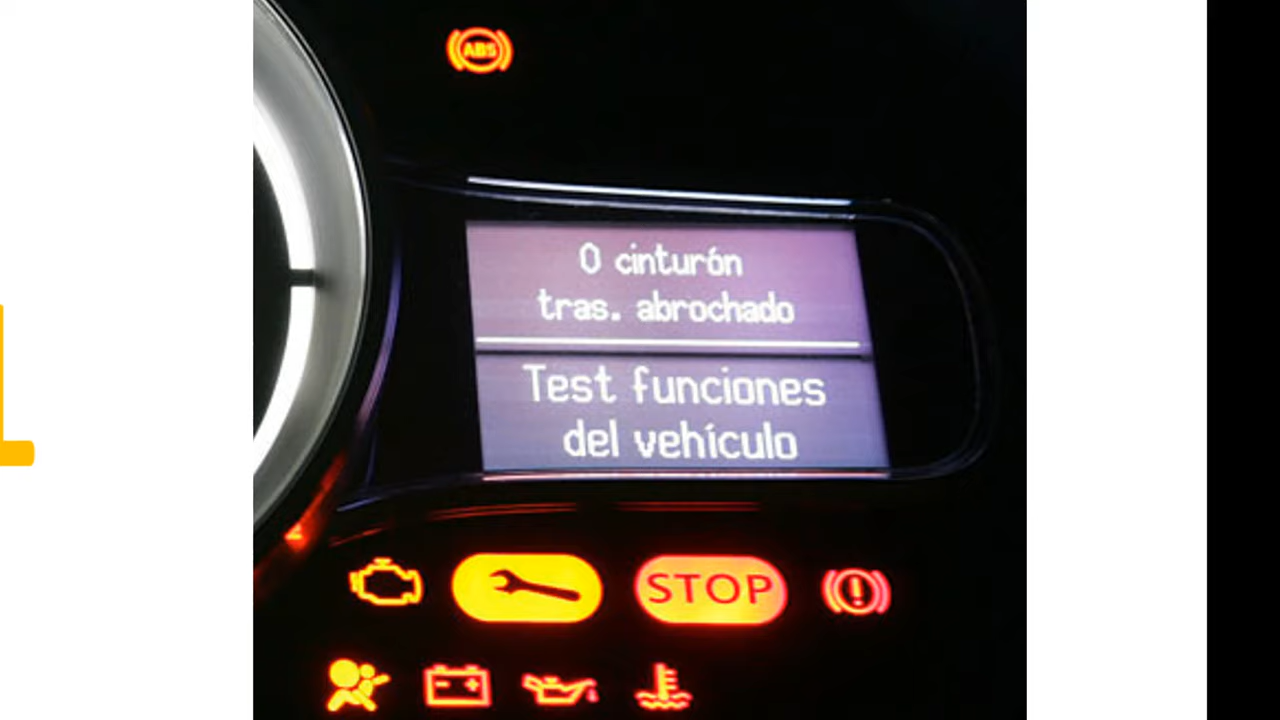 ABS
0 cinturón
tras. abrochado
Test funciones
del vehículo
STOP